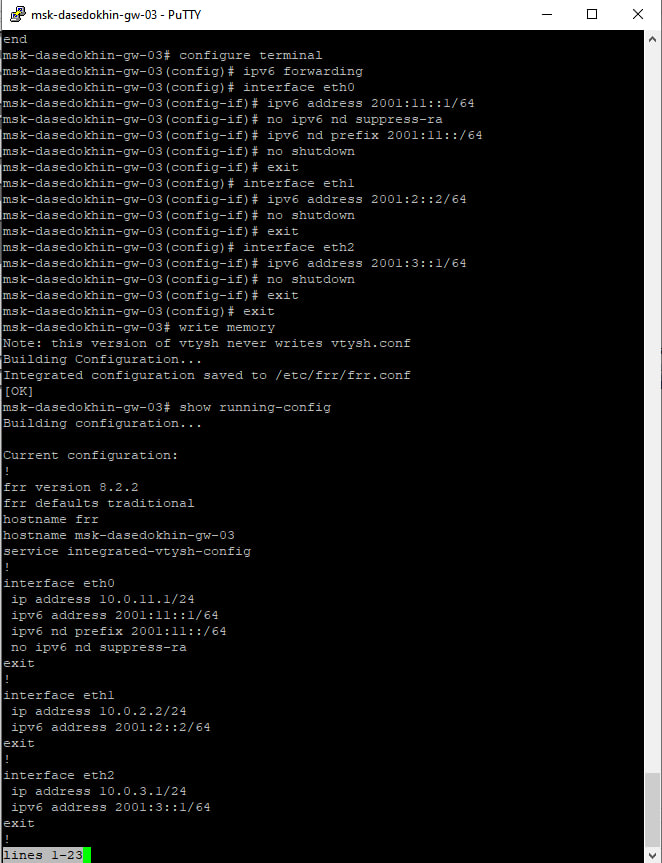 msk-dasedokhin-gw-03 - PuTTY
end
msk-dasedokhin-gw-03# configure terminal
msk-dasedokhin-gw-03(config)# ipv6 forwarding
msk-dasedokhin-gw-03(config)# interface eth0
msk-dasedokhin-gw-03(config-if)# ipv6 address 2001:11::1/64
msk-dasedokhin-gw-03(config-if)# no ipv6 nd suppress-ra
msk-dasedokhin-gw-03(config-if)# ipv6 nd prefix 2001:11::/64
msk-dasedokhin-gw-03(config-if)# no shutdown
msk-dasedokhin-gw-03(config-if)# exit
msk-dasedokhin-gw-03(config)# interface eth1
msk-dasedokhin-gw-03(config-if)# ipv6 address 2001:2::2/64
msk-dasedokhin-gw-03(config-if)# no shutdown
msk-dasedokhin-gw-03(config-if)# exit
msk-dasedokhin-gw-03(config)# interface eth2
msk-dasedokhin-gw-03(config-if)# ipv6 address 2001:3::1/64
msk-dasedokhin-gw-03(config-if)# no shutdown
msk-dasedokhin-gw-03(config-if)# exit
msk-dasedokhin-gw-03(config)# exit
msk-dasedokhin-gw-03# write memory
Note: this version of vtysh never writes vtysh.conf
Building Configuration...
Integrated configuration saved to /etc/frr/frr.conf
[OK]
msk-dasedokhin-gw-03# show running-config
Building configuration...

Current configuration:
!
frr version 8.2.2
frr defaults traditional
hostname frr
hostname msk-dasedokhin-gw-03
service integrated-vtysh-config
!
interface eth0
 ip address 10.0.11.1/24
 ipv6 address 2001:11::1/64
 ipv6 nd prefix 2001:11::/64
 no ipv6 nd suppress-ra
exit
!
interface eth1
 ip address 10.0.2.2/24
 ipv6 address 2001:2::2/64
exit
!
interface eth2
 ip address 10.0.3.1/24
 ipv6 address 2001:3::1/64
exit
!
lines 1-23